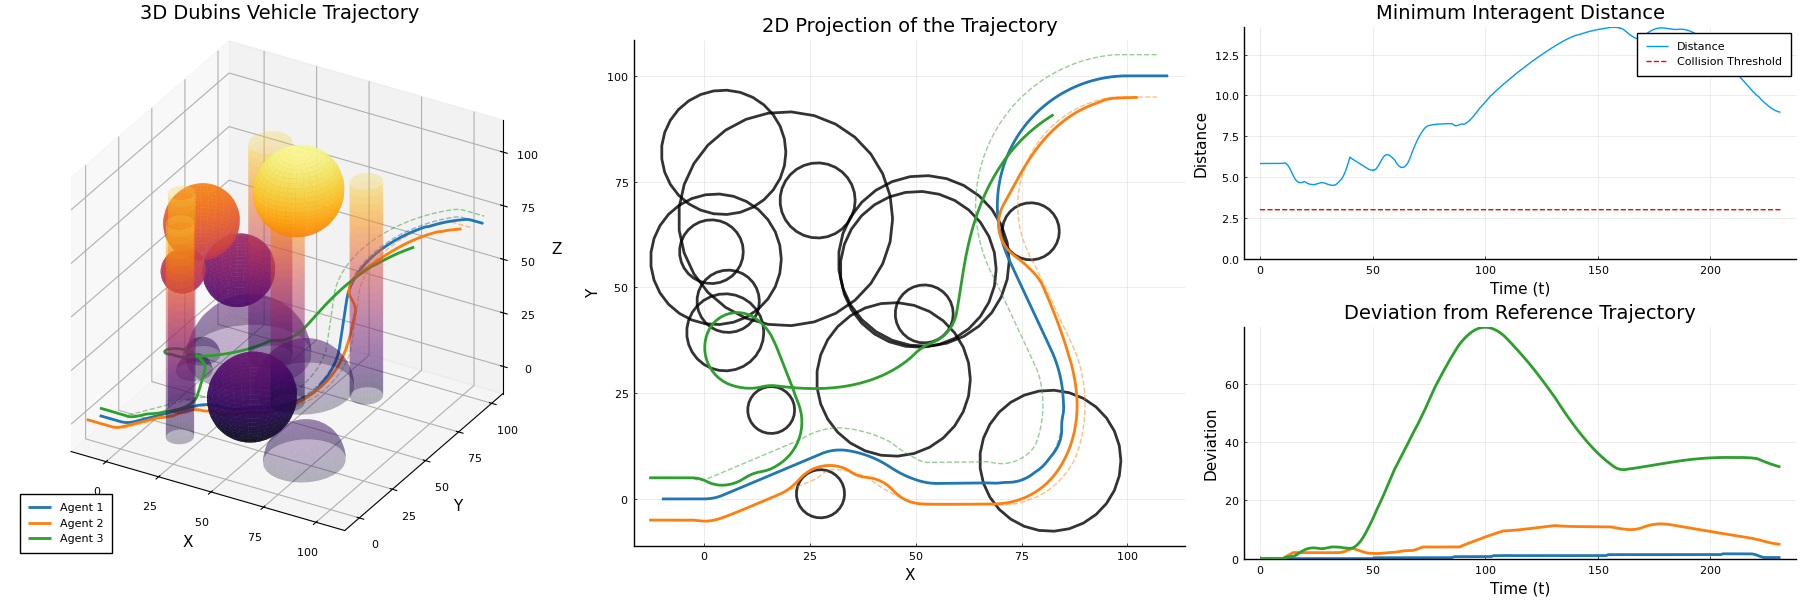 3D Dubins Vehicle Trajectory
100
75
50
25
0
Z
0
25
50
75
100
X
0
25
50
75
100
Y
Agent 1
Agent 2
Agent 3
2D Projection of the Trajectory
100
75
50
25
0
Y
0
25
50
75
100
X
Minimum Interagent Distance
12.5
10.0
7.5
5.0
2.5
0.0
Distance
Distance
Collision Threshold
0
50
100
150
200
Time (t)
Deviation from Reference Trajectory
60
40
20
0
Deviation
0
50
100
150
200
Time (t)